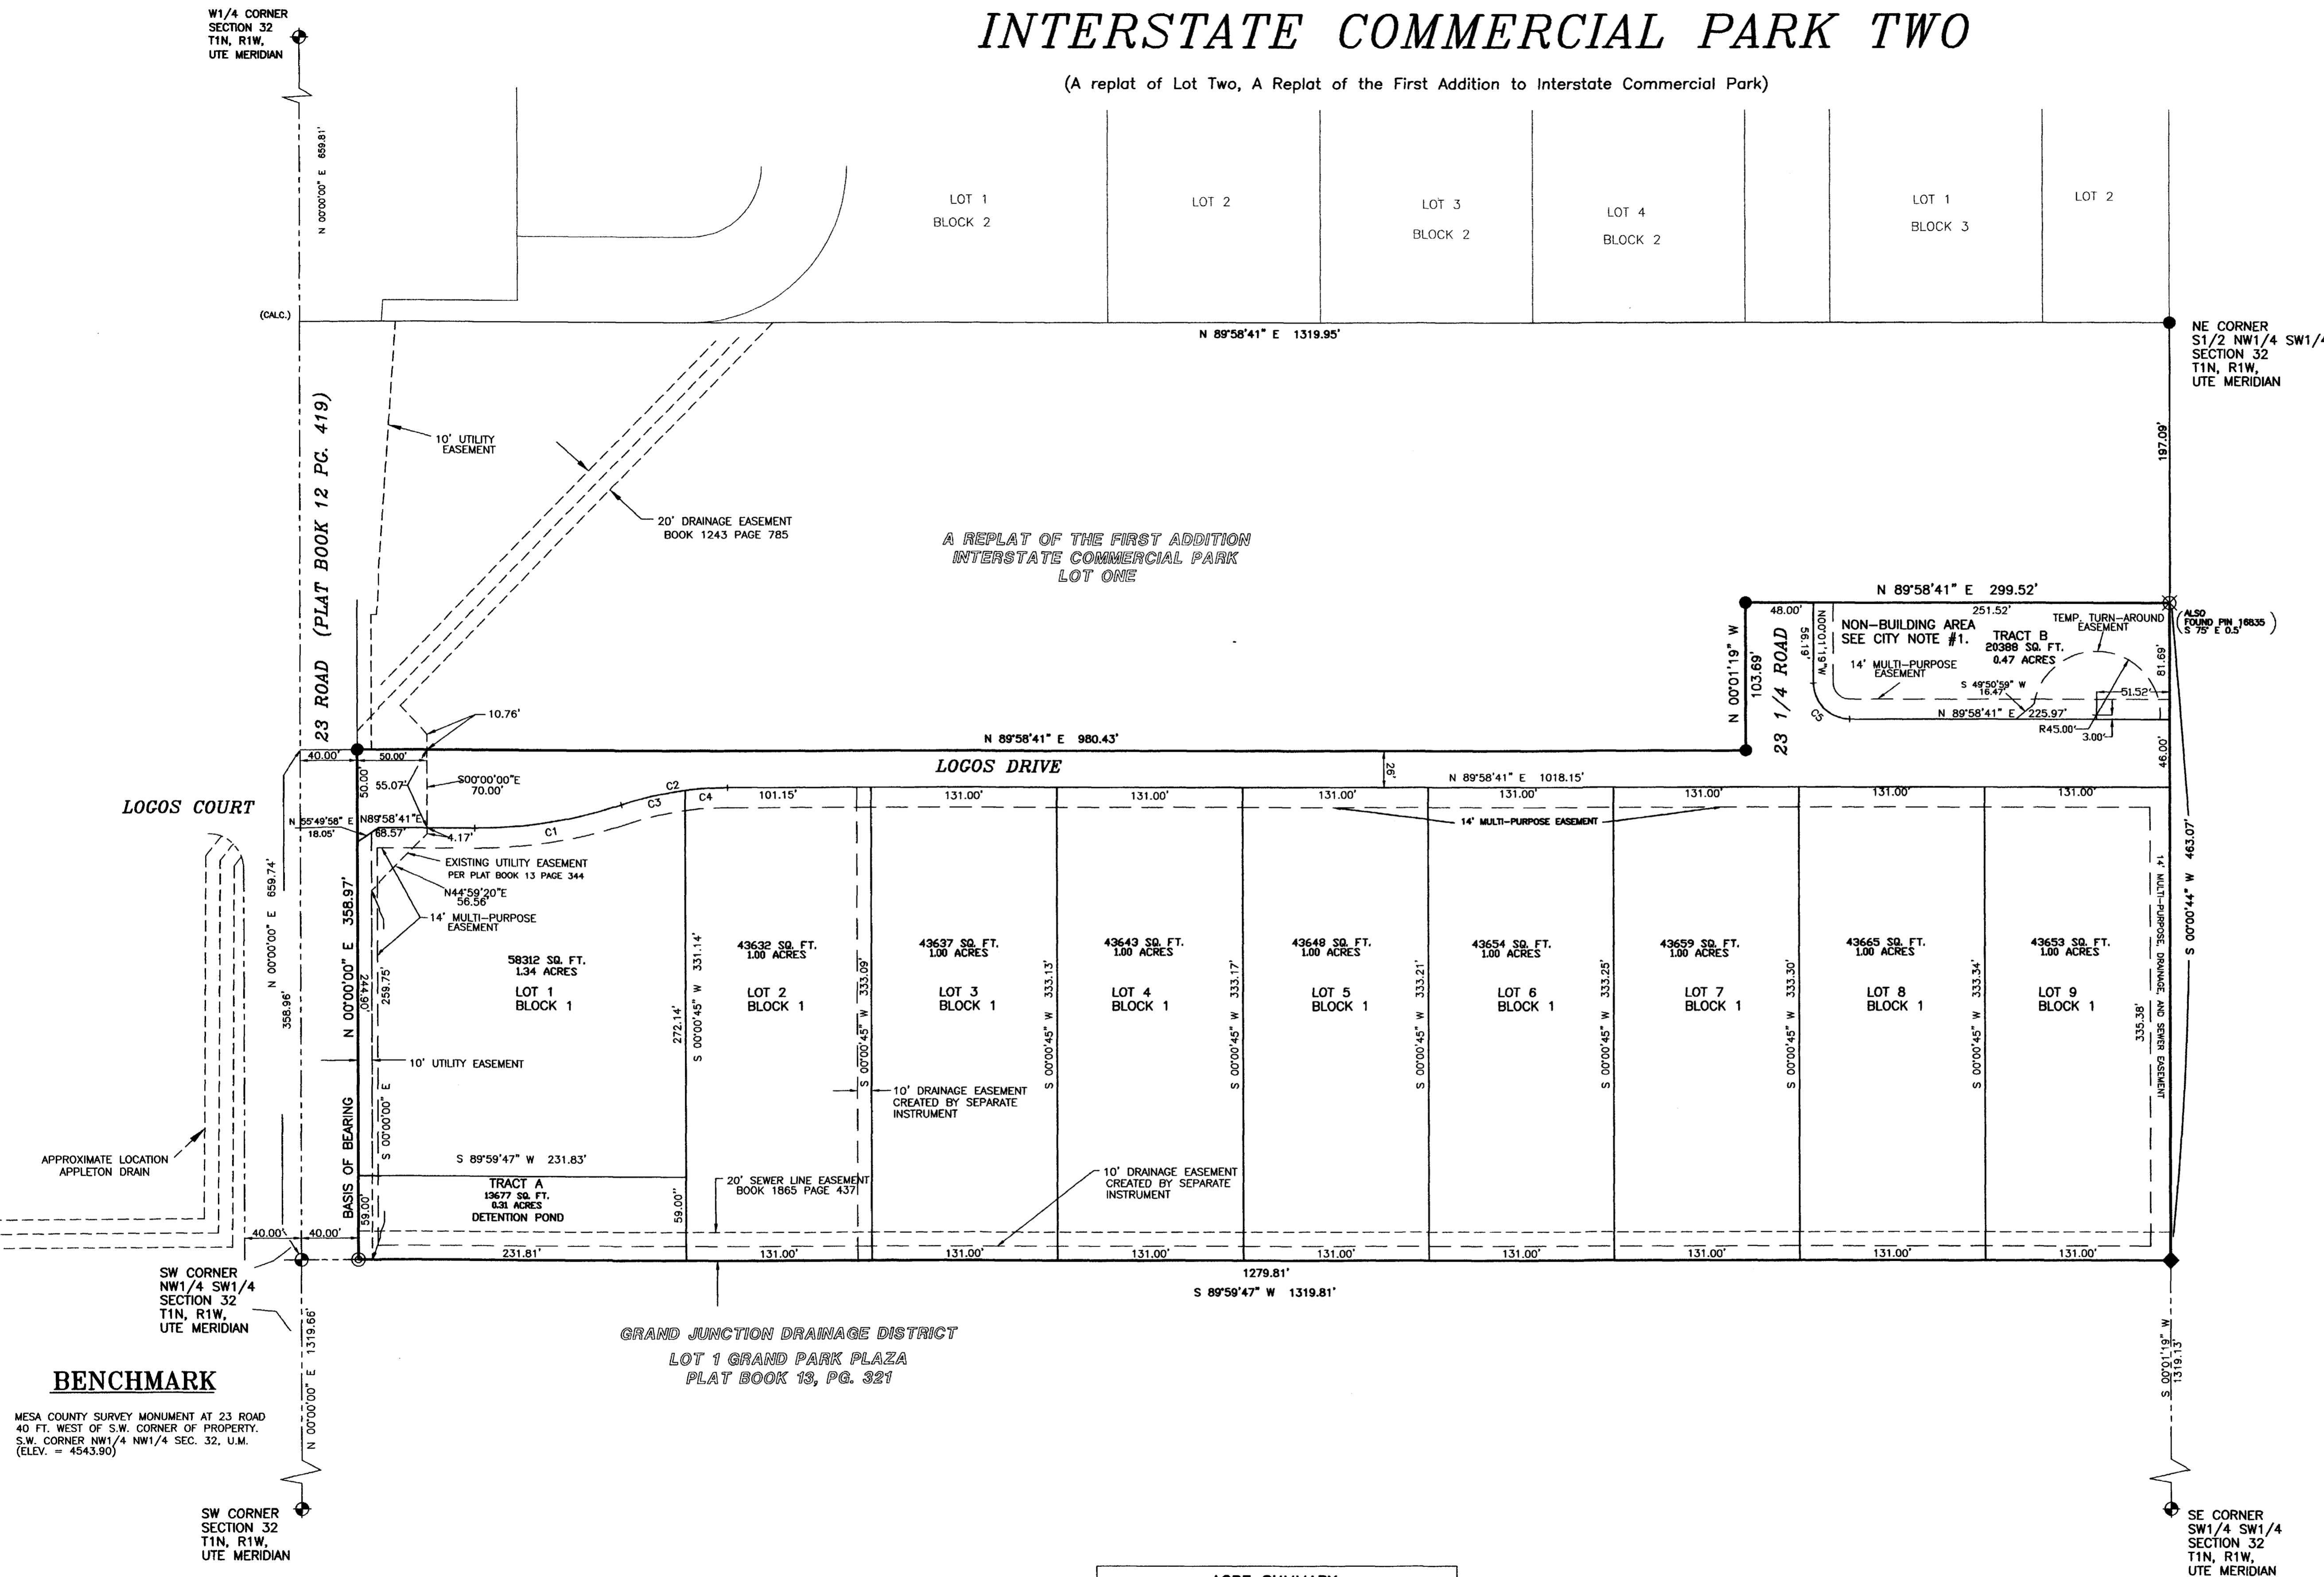 INTERSTATE COMMERCIAL PARK TWO
(A replat of Lot Two, A Replat of the First Addition to Interstate Commercial Park)
W1/4 CORNER
SECTION 32
T1N, R1W,
UTE MERIDIAN
N 00°00'00" E 659.81'
(CALC.)
LOT 1
BLOCK 2
LOT 2
LOT 3
BLOCK 2
LOT 4
BLOCK 2
LOT 1
BLOCK 3
LOT 2
N 89°58'41" E 1319.95'
NE CORNER
S1/2 NW1/4 SW1/4
SECTION 32
T1N, R1W,
UTE MERIDIAN
197.09'
23 ROAD (PLAT BOOK 12 PG. 419)
10' UTILITY
EASEMENT
20' DRAINAGE EASEMENT
BOOK 1243 PAGE 785
A REPLAT OF THE FIRST ADDITION
INTERSTATE COMMERCIAL PARK
LOT ONE
N 89°58'41" E 299.52'
48.00'
251.52'
N 00°01'19" W
103.69'
23 1/4 ROAD
N00°01'19"W
56.19'
NON-BUILDING AREA
SEE CITY NOTE #1.
TRACT B
20388 SQ. FT.
0.47 ACRES
TEMP. TURN-AROUND
EASEMENT
14' MULTI-PURPOSE
EASEMENT
S 49°50'59" W
16.47'
51.52'
81.69'
C5
N 89°58'41" E 225.97'
R45.00'
3.00'
46.00'
ALSO
FOUND PIN 16835
S 75° E 0.5'
S 00°00'44" W 463.07'
10.76'
40.00'
50.00'
N 89°58'41" E 980.43'
LOGOS DRIVE
26'
N 89°58'41" E 1018.15'
50.00'
55.07'
S00°00'00"E
70.00'
LOGOS COURT
N 55°49'58" E
18.05'
N89°58'41"E
68.57'
4.17'
C1
C2
C3
C4
101.15'
131.00'
131.00'
131.00'
131.00'
131.00'
131.00'
131.00'
14' MULTI-PURPOSE EASEMENT
EXISTING UTILITY EASEMENT
PER PLAT BOOK 13 PAGE 344
N44°59'20"E
56.56'
14' MULTI-PURPOSE
EASEMENT
N 00°00'00" E 659.74'
358.96'
BASIS OF BEARING N 00°00'00" E 358.97'
244.90'
259.75'
S 00°00'00" E
58312 SQ. FT.
1.34 ACRES
LOT 1
BLOCK 1
272.14'
S 00°00'45" W 331.14'
43632 SQ. FT.
1.00 ACRES
LOT 2
BLOCK 1
S 00°00'45" W 333.09'
43637 SQ. FT.
1.00 ACRES
LOT 3
BLOCK 1
S 00°00'45" W 333.13'
43643 SQ. FT.
1.00 ACRES
LOT 4
BLOCK 1
S 00°00'45" W 333.17'
43648 SQ. FT.
1.00 ACRES
LOT 5
BLOCK 1
S 00°00'45" W 333.21'
43654 SQ. FT.
1.00 ACRES
LOT 6
BLOCK 1
S 00°00'45" W 333.25'
43659 SQ. FT.
1.00 ACRES
LOT 7
BLOCK 1
S 00°00'45" W 333.30'
43665 SQ. FT.
1.00 ACRES
LOT 8
BLOCK 1
S 00°00'45" W 333.34'
43653 SQ. FT.
1.00 ACRES
LOT 9
BLOCK 1
335.38'
14' MULTI-PURPOSE, DRAINAGE, AND SEWER EASEMENT
10' UTILITY EASEMENT
10' DRAINAGE EASEMENT
CREATED BY SEPARATE
INSTRUMENT
APPROXIMATE LOCATION
APPLETON DRAIN
S 89°59'47" W 231.83'
TRACT A
13677 SQ. FT.
0.31 ACRES
DETENTION POND
59.00'
59.00"
20' SEWER LINE EASEMENT
BOOK 1865 PAGE 437
10' DRAINAGE EASEMENT
CREATED BY SEPARATE
INSTRUMENT
40.00'
40.00'
231.81'
131.00'
131.00'
131.00'
131.00'
131.00'
131.00'
131.00'
131.00'
1279.81'
S 89°59'47" W 1319.81'
SW CORNER
NW1/4 SW1/4
SECTION 32
T1N, R1W,
UTE MERIDIAN
N 00°00'00" E 1319.66'
GRAND JUNCTION DRAINAGE DISTRICT
LOT 1 GRAND PARK PLAZA
PLAT BOOK 13, PG. 321
S 00°01'19" W
1319.13'
BENCHMARK
MESA COUNTY SURVEY MONUMENT AT 23 ROAD
40 FT. WEST OF S.W. CORNER OF PROPERTY.
S.W. CORNER NW1/4 NW1/4 SEC. 32, U.M.
(ELEV. = 4543.90)
SW CORNER
SECTION 32
T1N, R1W,
UTE MERIDIAN
SE CORNER
SW1/4 SW1/4
SECTION 32
T1N, R1W,
UTE MERIDIAN